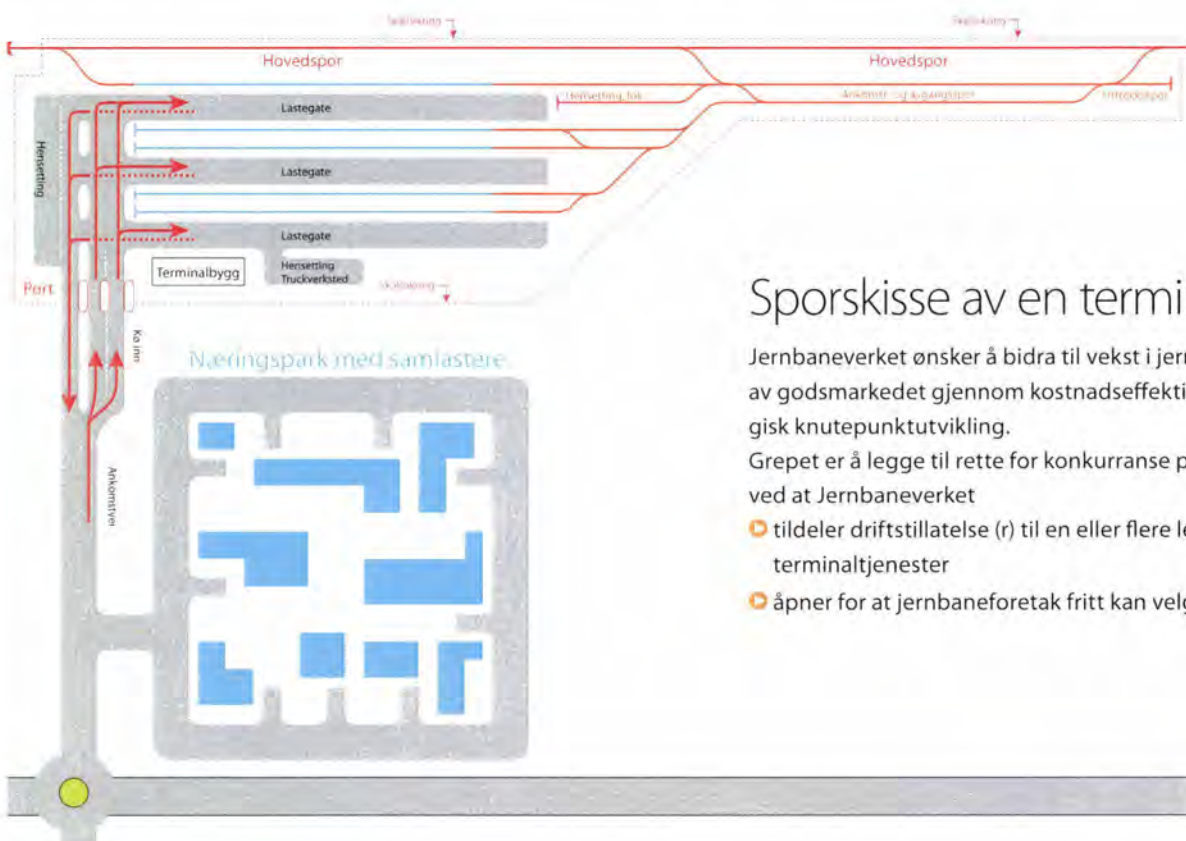 Hovedspor
Hovedspor
Lastegate
Hensetting
Lastegate
Lastegate
Hensetting
Truckverksted
Terminalbygg
Port
Kø inn
Næringspark med samlastere
Ankomstvei
Sporskisse av en termi
Jernbaneverket ønsker å bidra til vekst i jer
av godsmarkedet gjennom kostnadseffekti
gisk knutepunktutvikling.
Grepet er å legge til rette for konkurranse p
ved at Jernbaneverket
tildeler driftstillatelse (r) til en eller flere le
terminaltjenester
åpner for at jernbaneforetak fritt kan velg